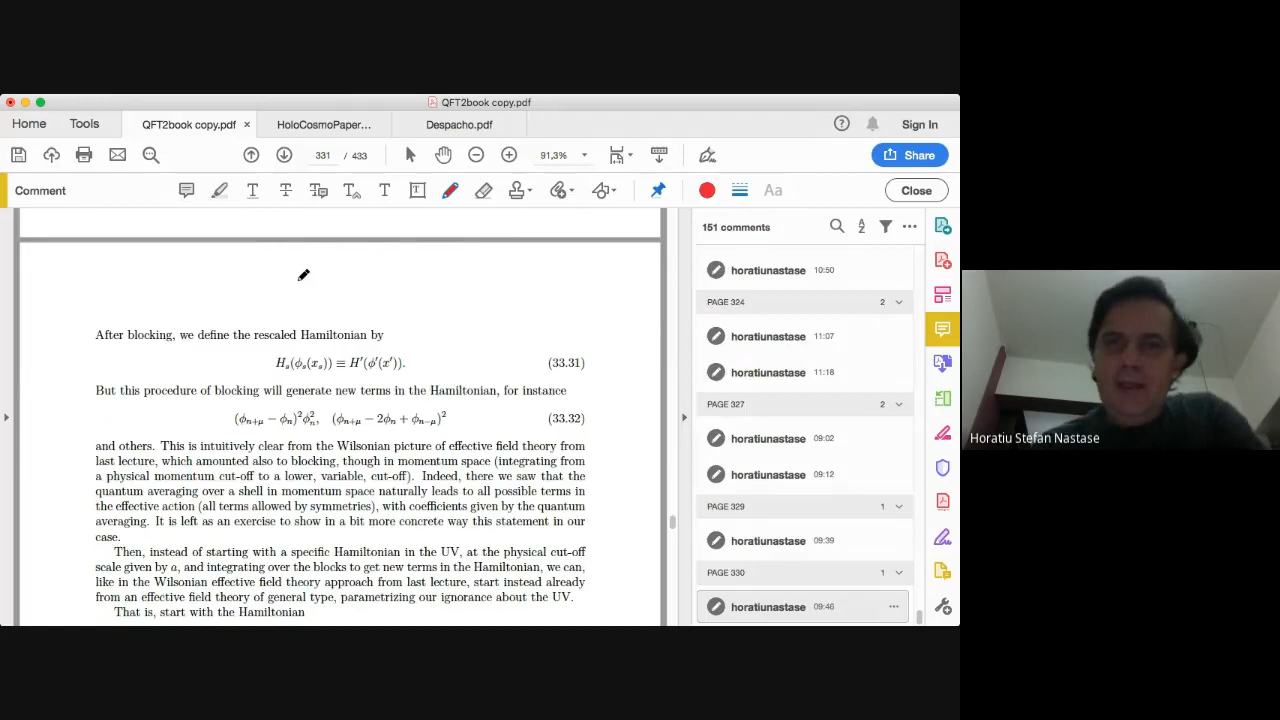 QFT2book copy.pdf
Home
Tools
QFT2book copy.pdf ×
HoloCosmoPaper...
Despacho.pdf
Sign In
331 / 433
91,3%
Share
Comment
Aa
Close
After blocking, we define the rescaled Hamiltonian by
H_s(ϕ_s(x_s)) ≡ H′(ϕ′(x′)). (33.31)
But this procedure of blocking will generate new terms in the Hamiltonian, for instance
(ϕ_{n+μ} − ϕ_n)²ϕ_n², (ϕ_{n+μ} − 2ϕ_n + ϕ_{n−μ})² (33.32)
and others. This is intuitively clear from the Wilsonian picture of effective field theory from
last lecture, which amounted also to blocking, though in momentum space (integrating from
a physical momentum cut-off to a lower, variable, cut-off). Indeed, there we saw that the
quantum averaging over a shell in momentum space naturally leads to all possible terms in
the effective action (all terms allowed by symmetries), with coefficients given by the quantum
averaging. It is left as an exercise to show in a bit more concrete way this statement in our
case.
Then, instead of starting with a specific Hamiltonian in the UV, at the physical cut-off
scale given by a, and integrating over the blocks to get new terms in the Hamiltonian, we can,
like in the Wilsonian effective field theory approach from last lecture, start instead already
from an effective field theory of general type, parametrizing our ignorance about the UV.
That is, start with the Hamiltonian
151 comments
horatiunastase 10:50
PAGE 324 2
horatiunastase 11:07
horatiunastase 11:18
PAGE 327 2
horatiunastase 09:02
horatiunastase 09:12
PAGE 329 1
horatiunastase 09:39
PAGE 330 1
horatiunastase 09:46
Horatiu Stefan Nastase